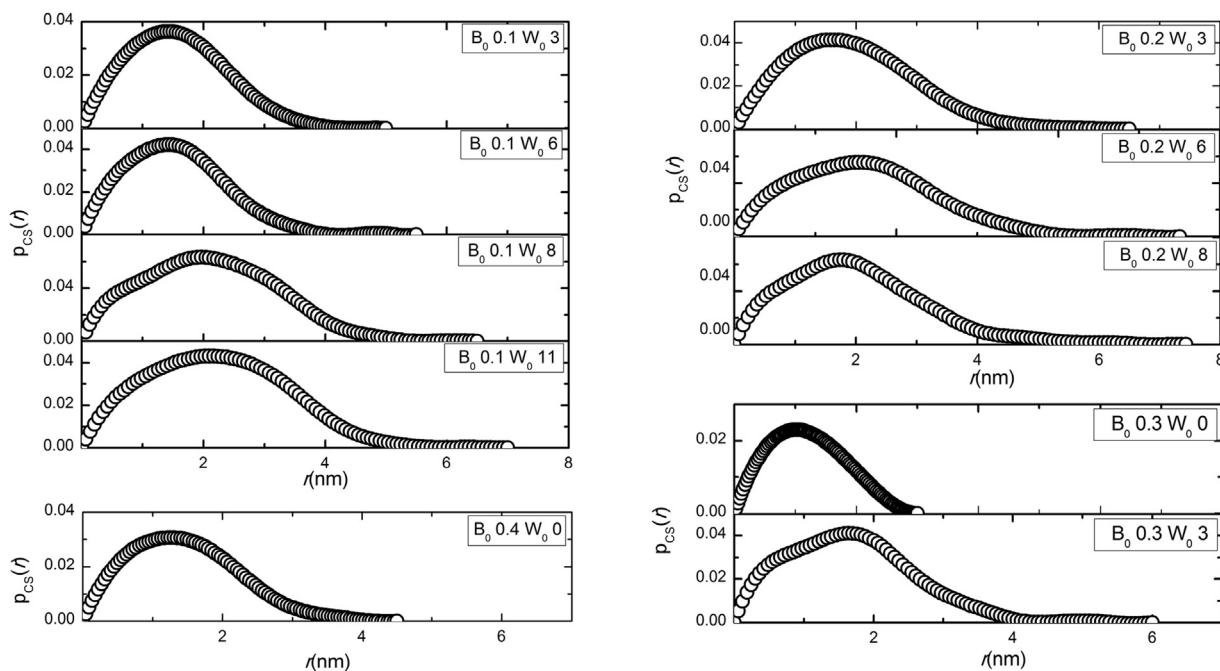 0.04
B₀ 0.1 W₀ 3
0.02
0.00
B₀ 0.1 W₀ 6
0.04
0.02
0.00
B₀ 0.1 W₀ 8
0.04
0.00
B₀ 0.1 W₀ 11
0.04
0.02
0.00
p_CS(r)
2 4 6 8
r(nm)
0.04
B₀ 0.4 W₀ 0
0.02
0.00
p_CS(r)
2 4 6
r(nm)
B₀ 0.2 W₀ 3
0.04
0.00
B₀ 0.2 W₀ 6
0.04
0.00
B₀ 0.2 W₀ 8
0.04
0.00
p_CS(r)
0 2 4 6 8
r(nm)
B₀ 0.3 W₀ 0
0.02
0.00
B₀ 0.3 W₀ 3
0.04
0.02
0.00
p_CS(r)
2 4 6
r(nm)